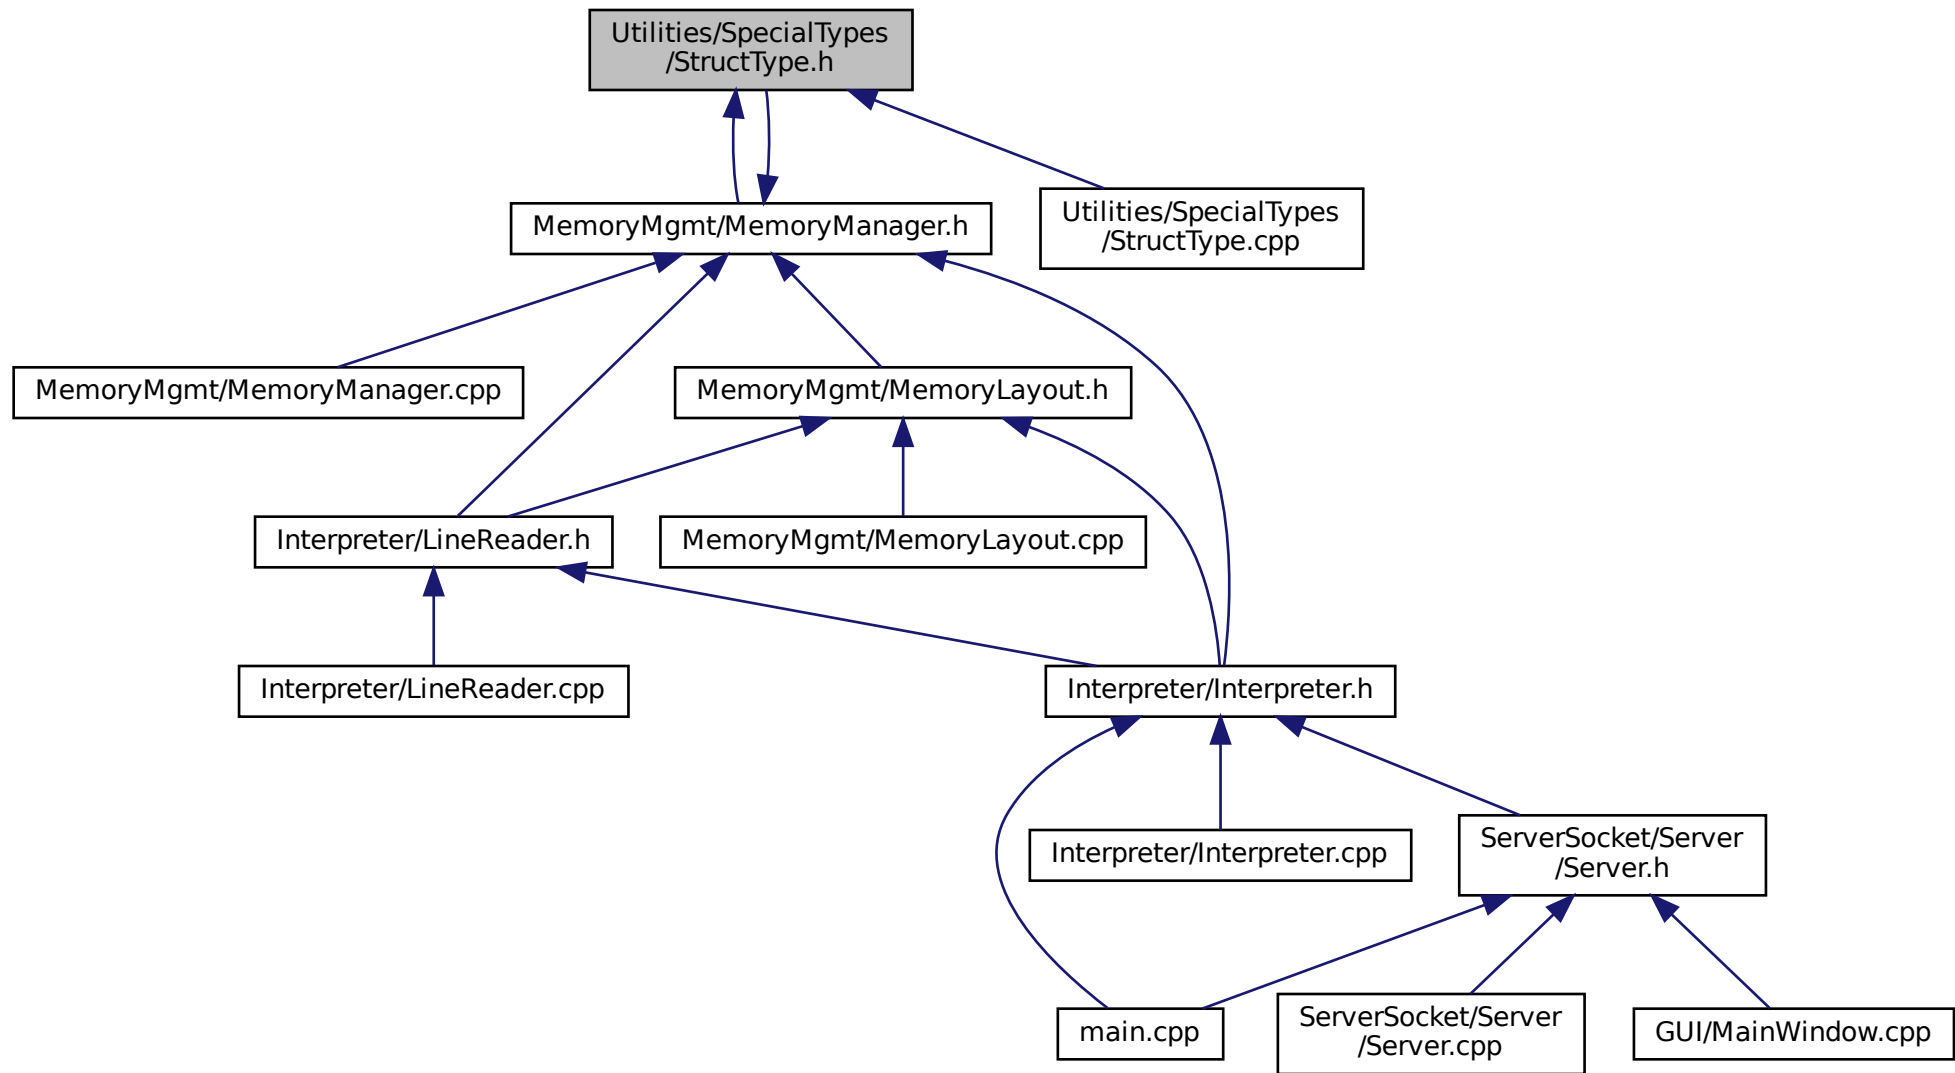 Utilities/SpecialTypes
/StructType.h
MemoryMgmt/MemoryManager.h
Utilities/SpecialTypes
/StructType.cpp
MemoryMgmt/MemoryManager.cpp
MemoryMgmt/MemoryLayout.h
Interpreter/LineReader.h
MemoryMgmt/MemoryLayout.cpp
Interpreter/LineReader.cpp
Interpreter/Interpreter.h
Interpreter/Interpreter.cpp
ServerSocket/Server
/Server.h
main.cpp
ServerSocket/Server
/Server.cpp
GUI/MainWindow.cpp